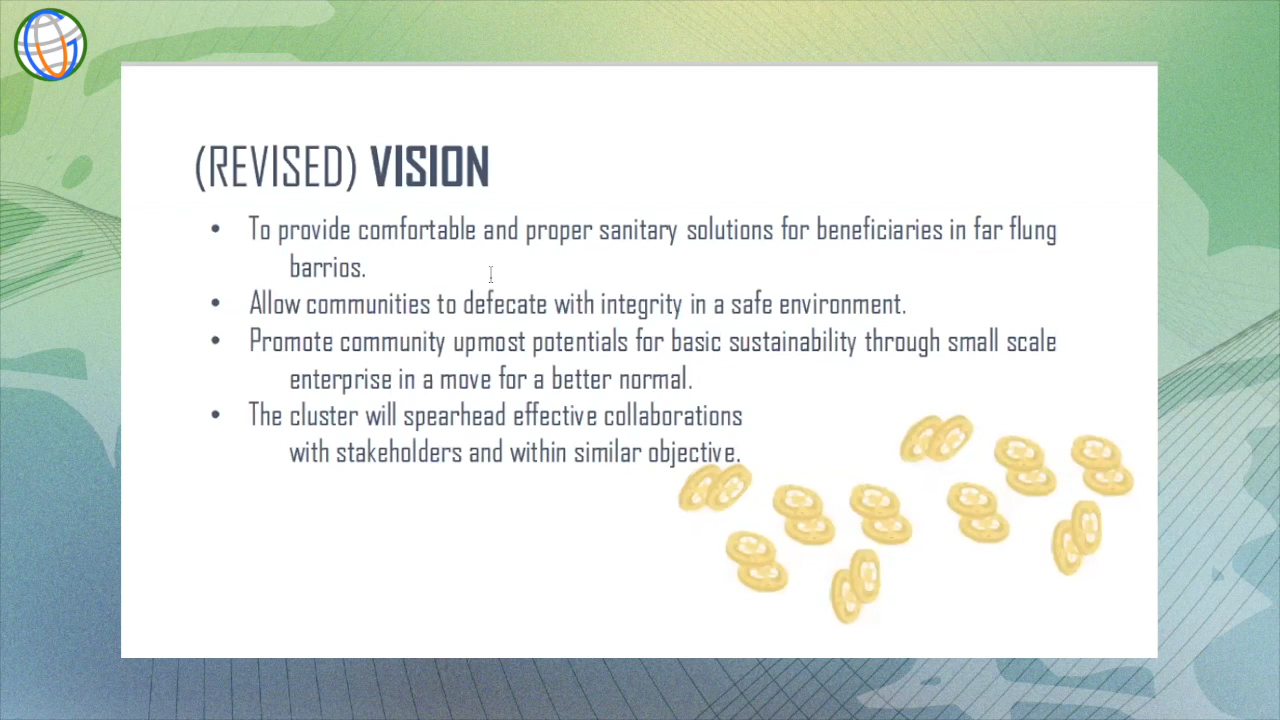 (REVISED) VISION
• To provide comfortable and proper sanitary solutions for beneficiaries in far flung
barrios.
• Allow communities to defecate with integrity in a safe environment.
• Promote community upmost potentials for basic sustainability through small scale
enterprise in a move for a better normal.
• The cluster will spearhead effective collaborations
with stakeholders and within similar objective.